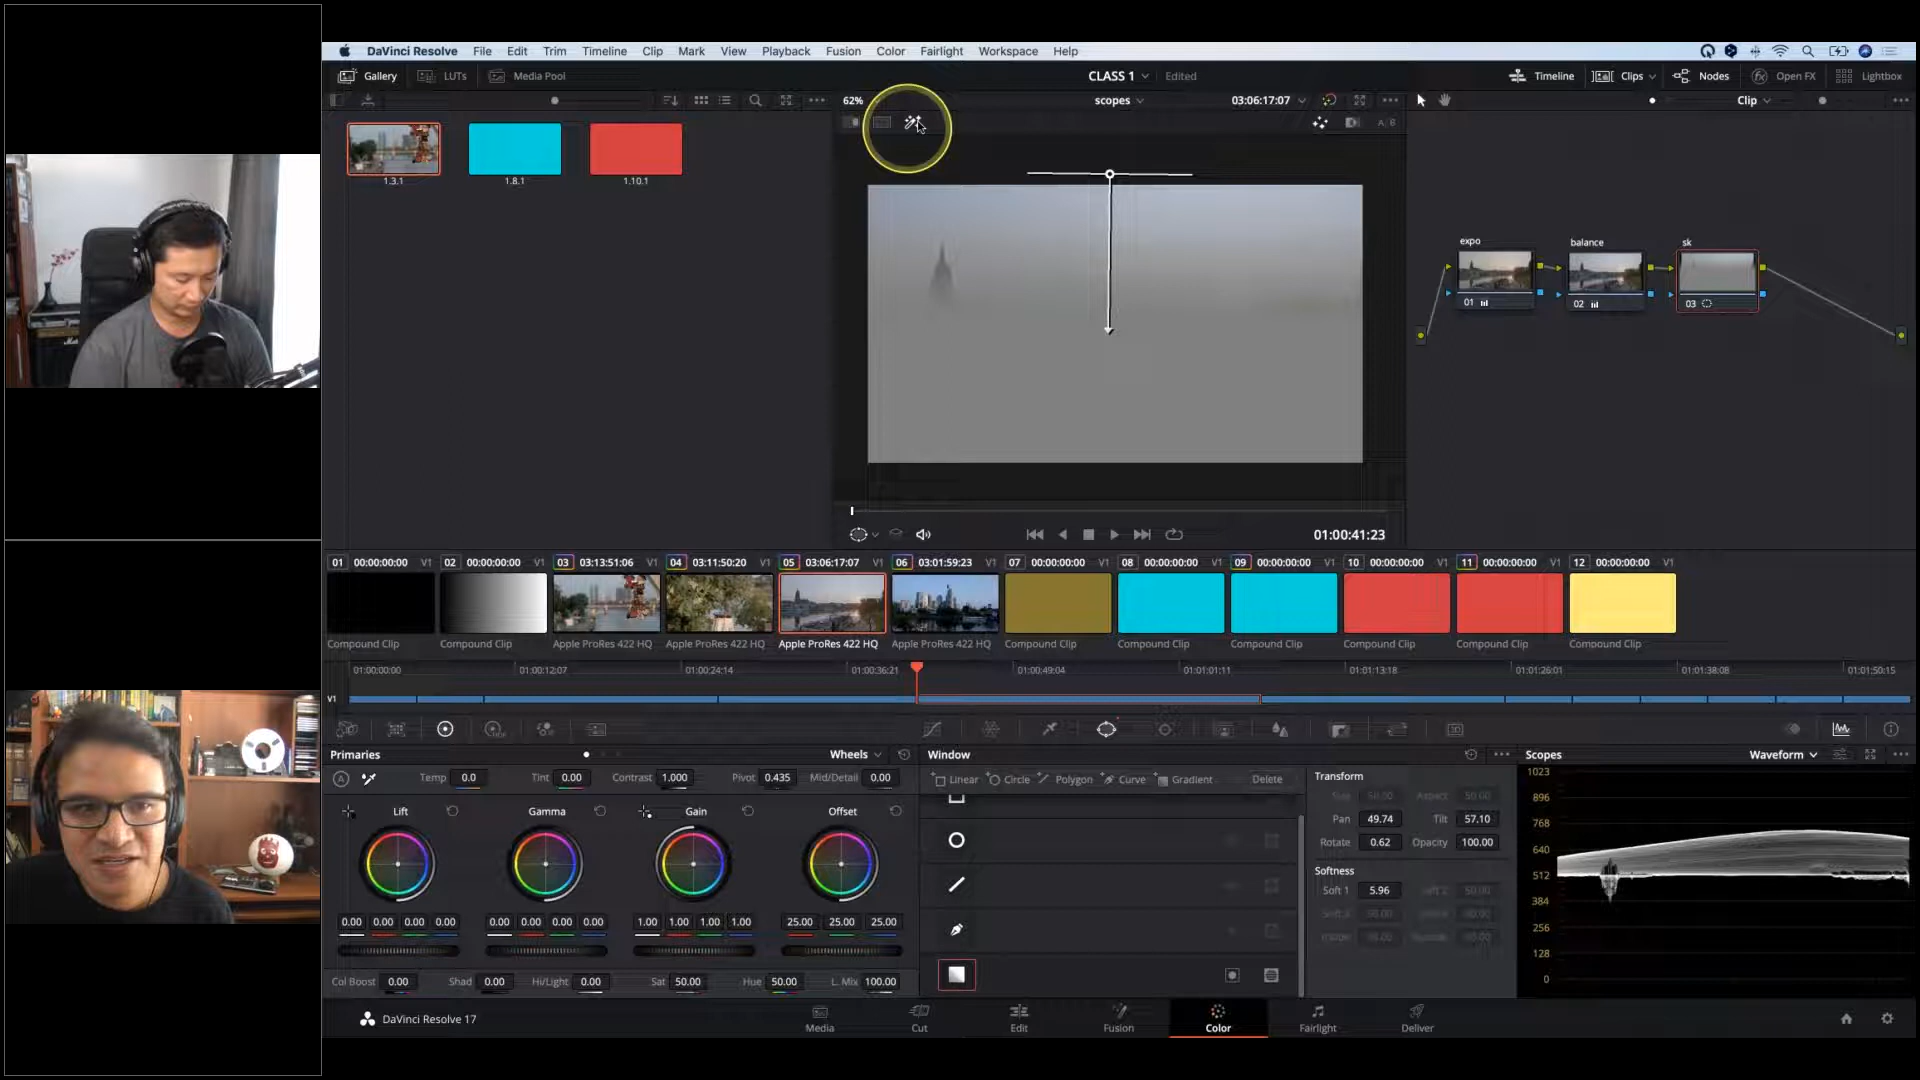 DaVinci Resolve File Edit Trim Timeline Clip Mark View Playback Fusion Color Fairlight Workspace Help
Gallery LUTs Media Pool CLASS 1 Edited Timeline Clips Nodes Open FX Lightbox
62% scopes 03:06:17:07 Clip
A/B
1.3.1 1.8.1 1.10.1
expo balance sk
01 02 03
01:00:41:23
01 00:00:00:00 V1 02 00:00:00:00 V1 03 03:13:51:06 V1 04 03:11:50:20 V1 05 03:06:17:07 V1 06 03:01:59:23 V1 07 00:00:00:00 V1 08 00:00:00:00 V1 09 00:00:00:00 V1 10 00:00:00:00 V1 11 00:00:00:00 V1 12 00:00:00:00 V1
Compound Clip Compound Clip Apple ProRes 422 HQ Apple ProRes 422 HQ Apple ProRes 422 HQ Apple ProRes 422 HQ Compound Clip Compound Clip Compound Clip Compound Clip Compound Clip Compound Clip
01:00:00:00 01:00:12:07 01:00:24:14 01:00:36:21 01:00:49:04 01:01:01:11 01:01:13:18 01:01:26:01 01:01:38:08 01:01:50:15
V1
Primaries Wheels Window Scopes Waveform
A Temp 0.0 Tint 0.00 Contrast 1.000 Pivot 0.435 Mid/Detail 0.00
Lift Gamma Gain Offset
0.00 0.00 0.00 0.00 0.00 0.00 0.00 0.00 1.00 1.00 1.00 1.00 25.00 25.00 25.00
Col Boost 0.00 Shad 0.00 Hi/Light 0.00 Sat 50.00 Hue 50.00 L. Mix 100.00
Linear Circle Polygon Curve Gradient Delete
Transform
Size 50.00 Aspect 50.00
Pan 49.74 Tilt 57.10
Rotate 0.62 Opacity 100.00
Softness
Soft 1 5.96 Soft 2 50.00
Soft 3 50.00
Inside
1023
896
768
640
512
384
256
128
0
DaVinci Resolve 17 Media Cut Edit Fusion Color Fairlight Deliver